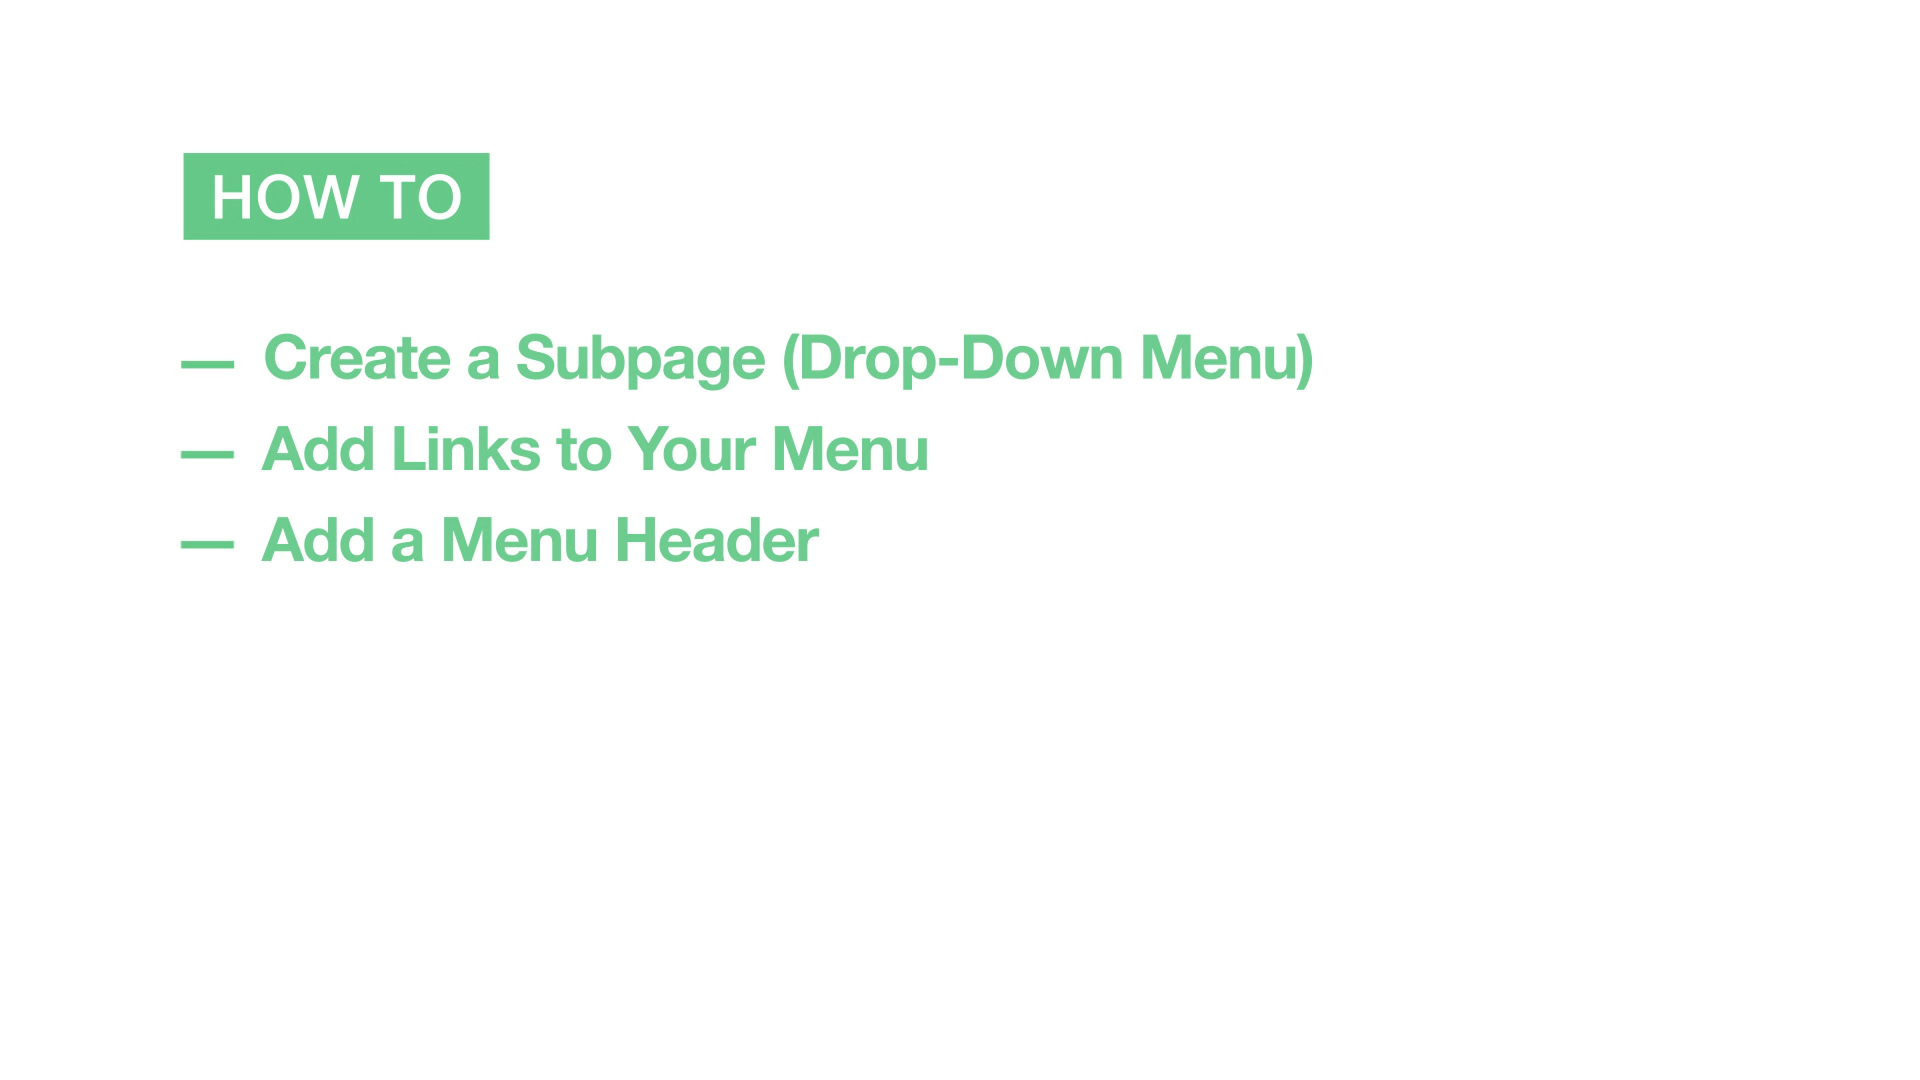 HOW TO
— Create a Subpage (Drop-Down Menu)
— Add Links to Your Menu
— Add a Menu Header